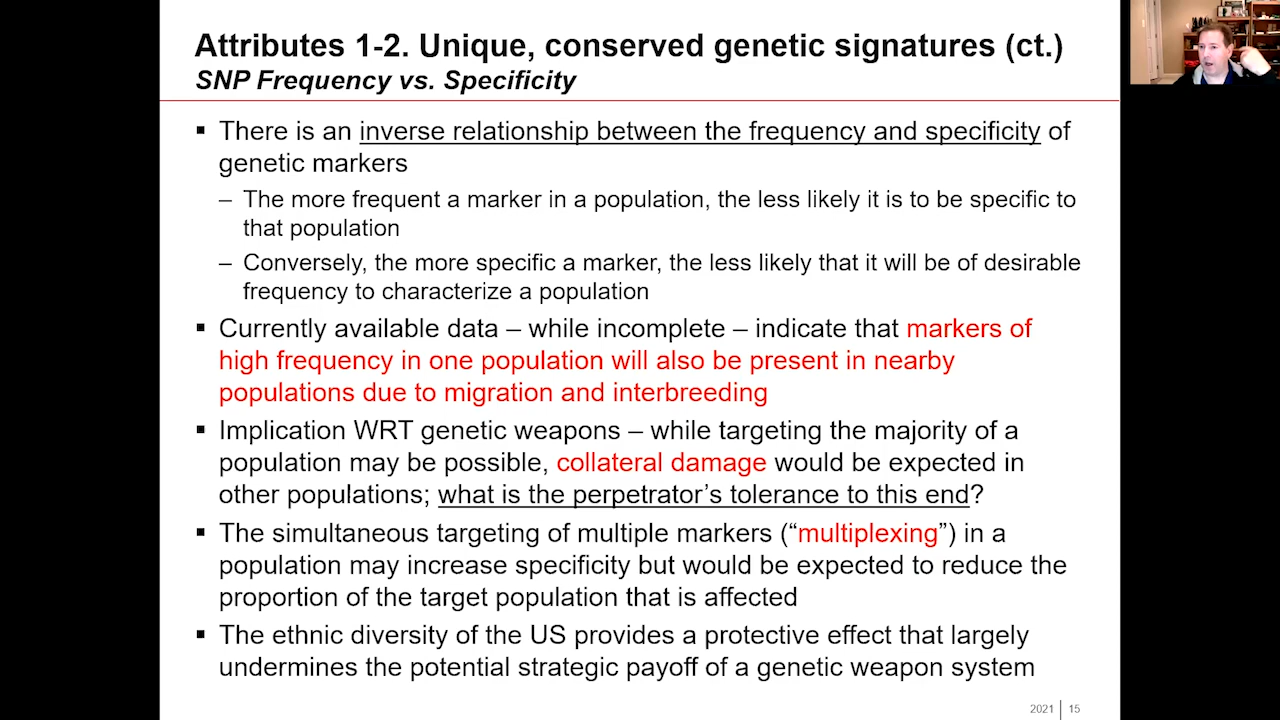 Attributes 1-2. Unique, conserved genetic signatures (ct.)
SNP Frequency vs. Specificity
▪ There is an inverse relationship between the frequency and specificity of
genetic markers
– The more frequent a marker in a population, the less likely it is to be specific to
that population
– Conversely, the more specific a marker, the less likely that it will be of desirable
frequency to characterize a population
▪ Currently available data – while incomplete – indicate that markers of
high frequency in one population will also be present in nearby
populations due to migration and interbreeding
▪ Implication WRT genetic weapons – while targeting the majority of a
population may be possible, collateral damage would be expected in
other populations; what is the perpetrator’s tolerance to this end?
▪ The simultaneous targeting of multiple markers (“multiplexing”) in a
population may increase specificity but would be expected to reduce the
proportion of the target population that is affected
▪ The ethnic diversity of the US provides a protective effect that largely
undermines the potential strategic payoff of a genetic weapon system
2021 | 15